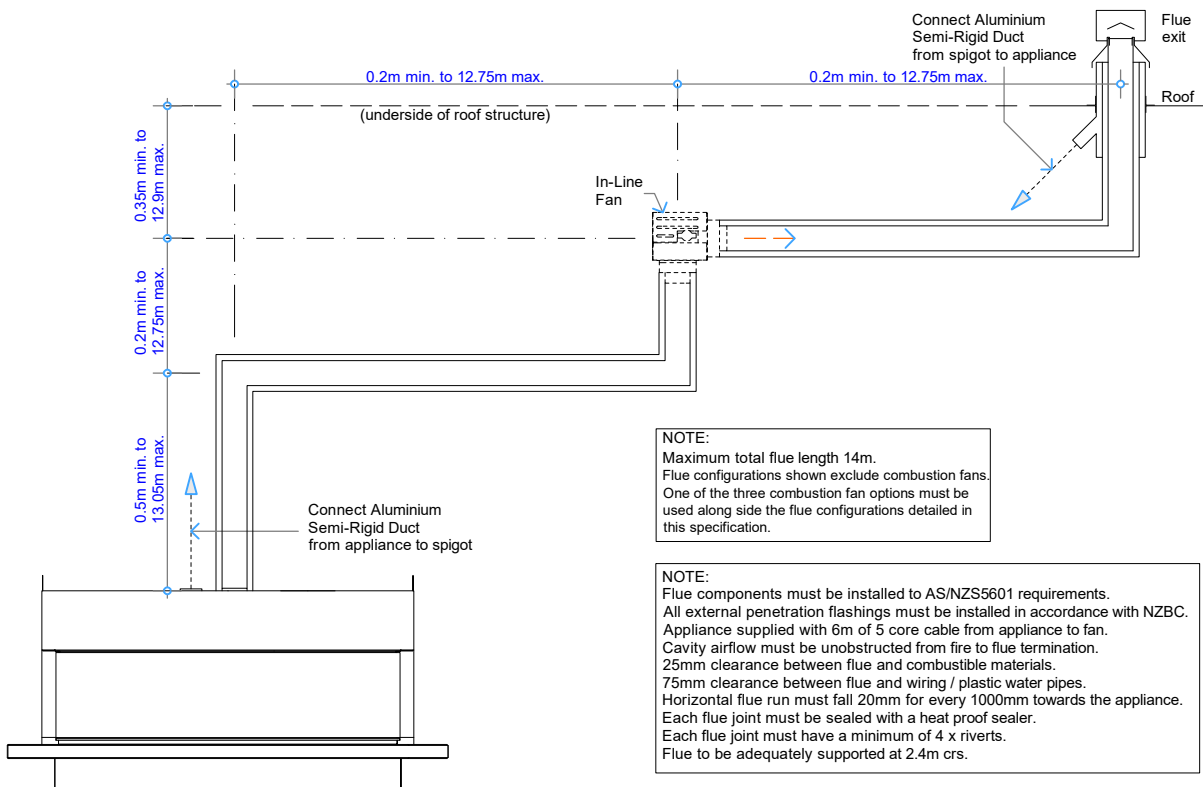 Connect Aluminium
Semi-Rigid Duct
from spigot to appliance
Flue
exit
0.2m min. to 12.75m max.
0.2m min. to 12.75m max.
Roof
(underside of roof structure)
0.35m min. to
12.9m max.
In-Line
Fan
0.2m min. to
12.75m max.
0.5m min. to
13.05m max.
Connect Aluminium
Semi-Rigid Duct
from appliance to spigot
NOTE:
Maximum total flue length 14m.
Flue configurations shown exclude combustion fans.
One of the three combustion fan options must be
used along side the flue configurations detailed in
this specification.
NOTE:
Flue components must be installed to AS/NZS5601 requirements.
All external penetration flashings must be installed in accordance with NZBC.
Appliance supplied with 6m of 5 core cable from appliance to fan.
Cavity airflow must be unobstructed from fire to flue termination.
25mm clearance between flue and combustible materials.
75mm clearance between flue and wiring / plastic water pipes.
Horizontal flue run must fall 20mm for every 1000mm towards the appliance.
Each flue joint must be sealed with a heat proof sealer.
Each flue joint must have a minimum of 4 x riverts.
Flue to be adequately supported at 2.4m crs.